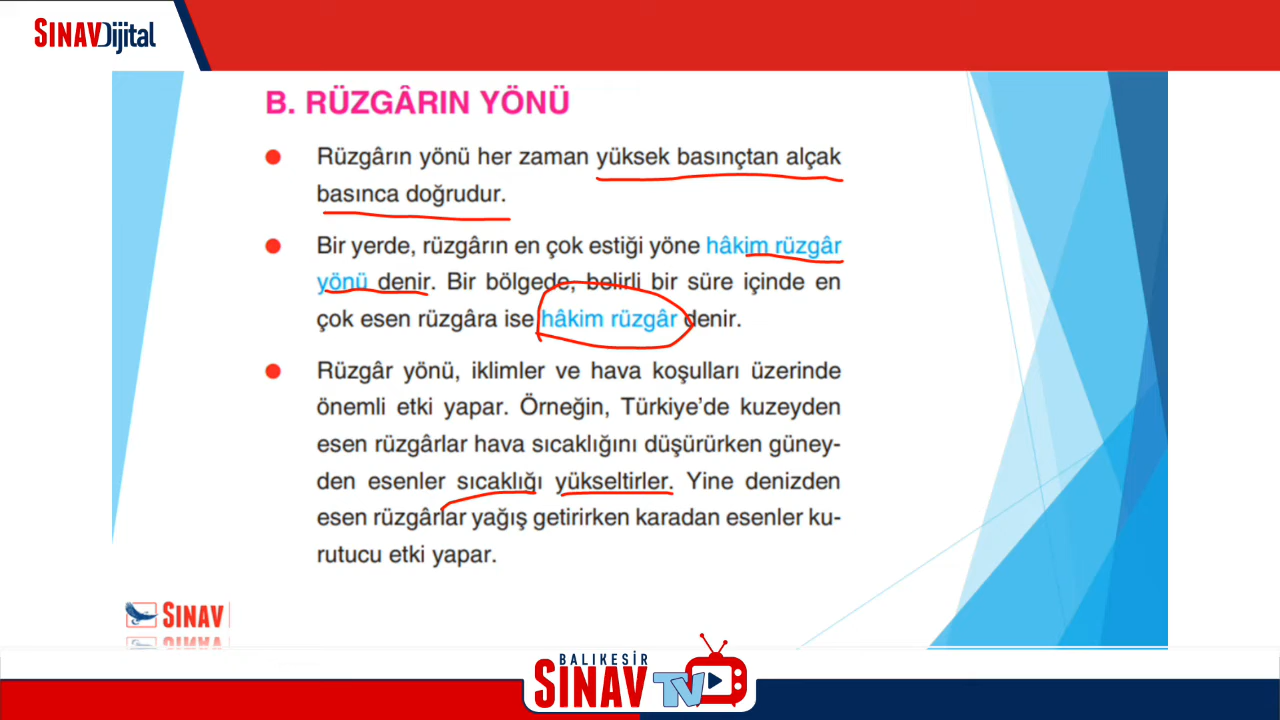 SINAVDijital
B. RÜZGÂRIN YÖNÜ
Rüzgârın yönü her zaman yüksek basınçtan alçak
basınca doğrudur.
Bir yerde, rüzgârın en çok estiği yöne hâkim rüzgâr
yönü denir. Bir bölgede, belirli bir süre içinde en
çok esen rüzgâra ise hâkim rüzgâr denir.
Rüzgâr yönü, iklimler ve hava koşulları üzerinde
önemli etki yapar. Örneğin, Türkiye'de kuzeyden
esen rüzgârlar hava sıcaklığını düşürürken güney-
den esenler sıcaklığı yükseltirler. Yine denizden
esen rüzgârlar yağış getirirken karadan esenler ku-
rutucu etki yapar.
SINAV
BALIKESİR
SINAV TV